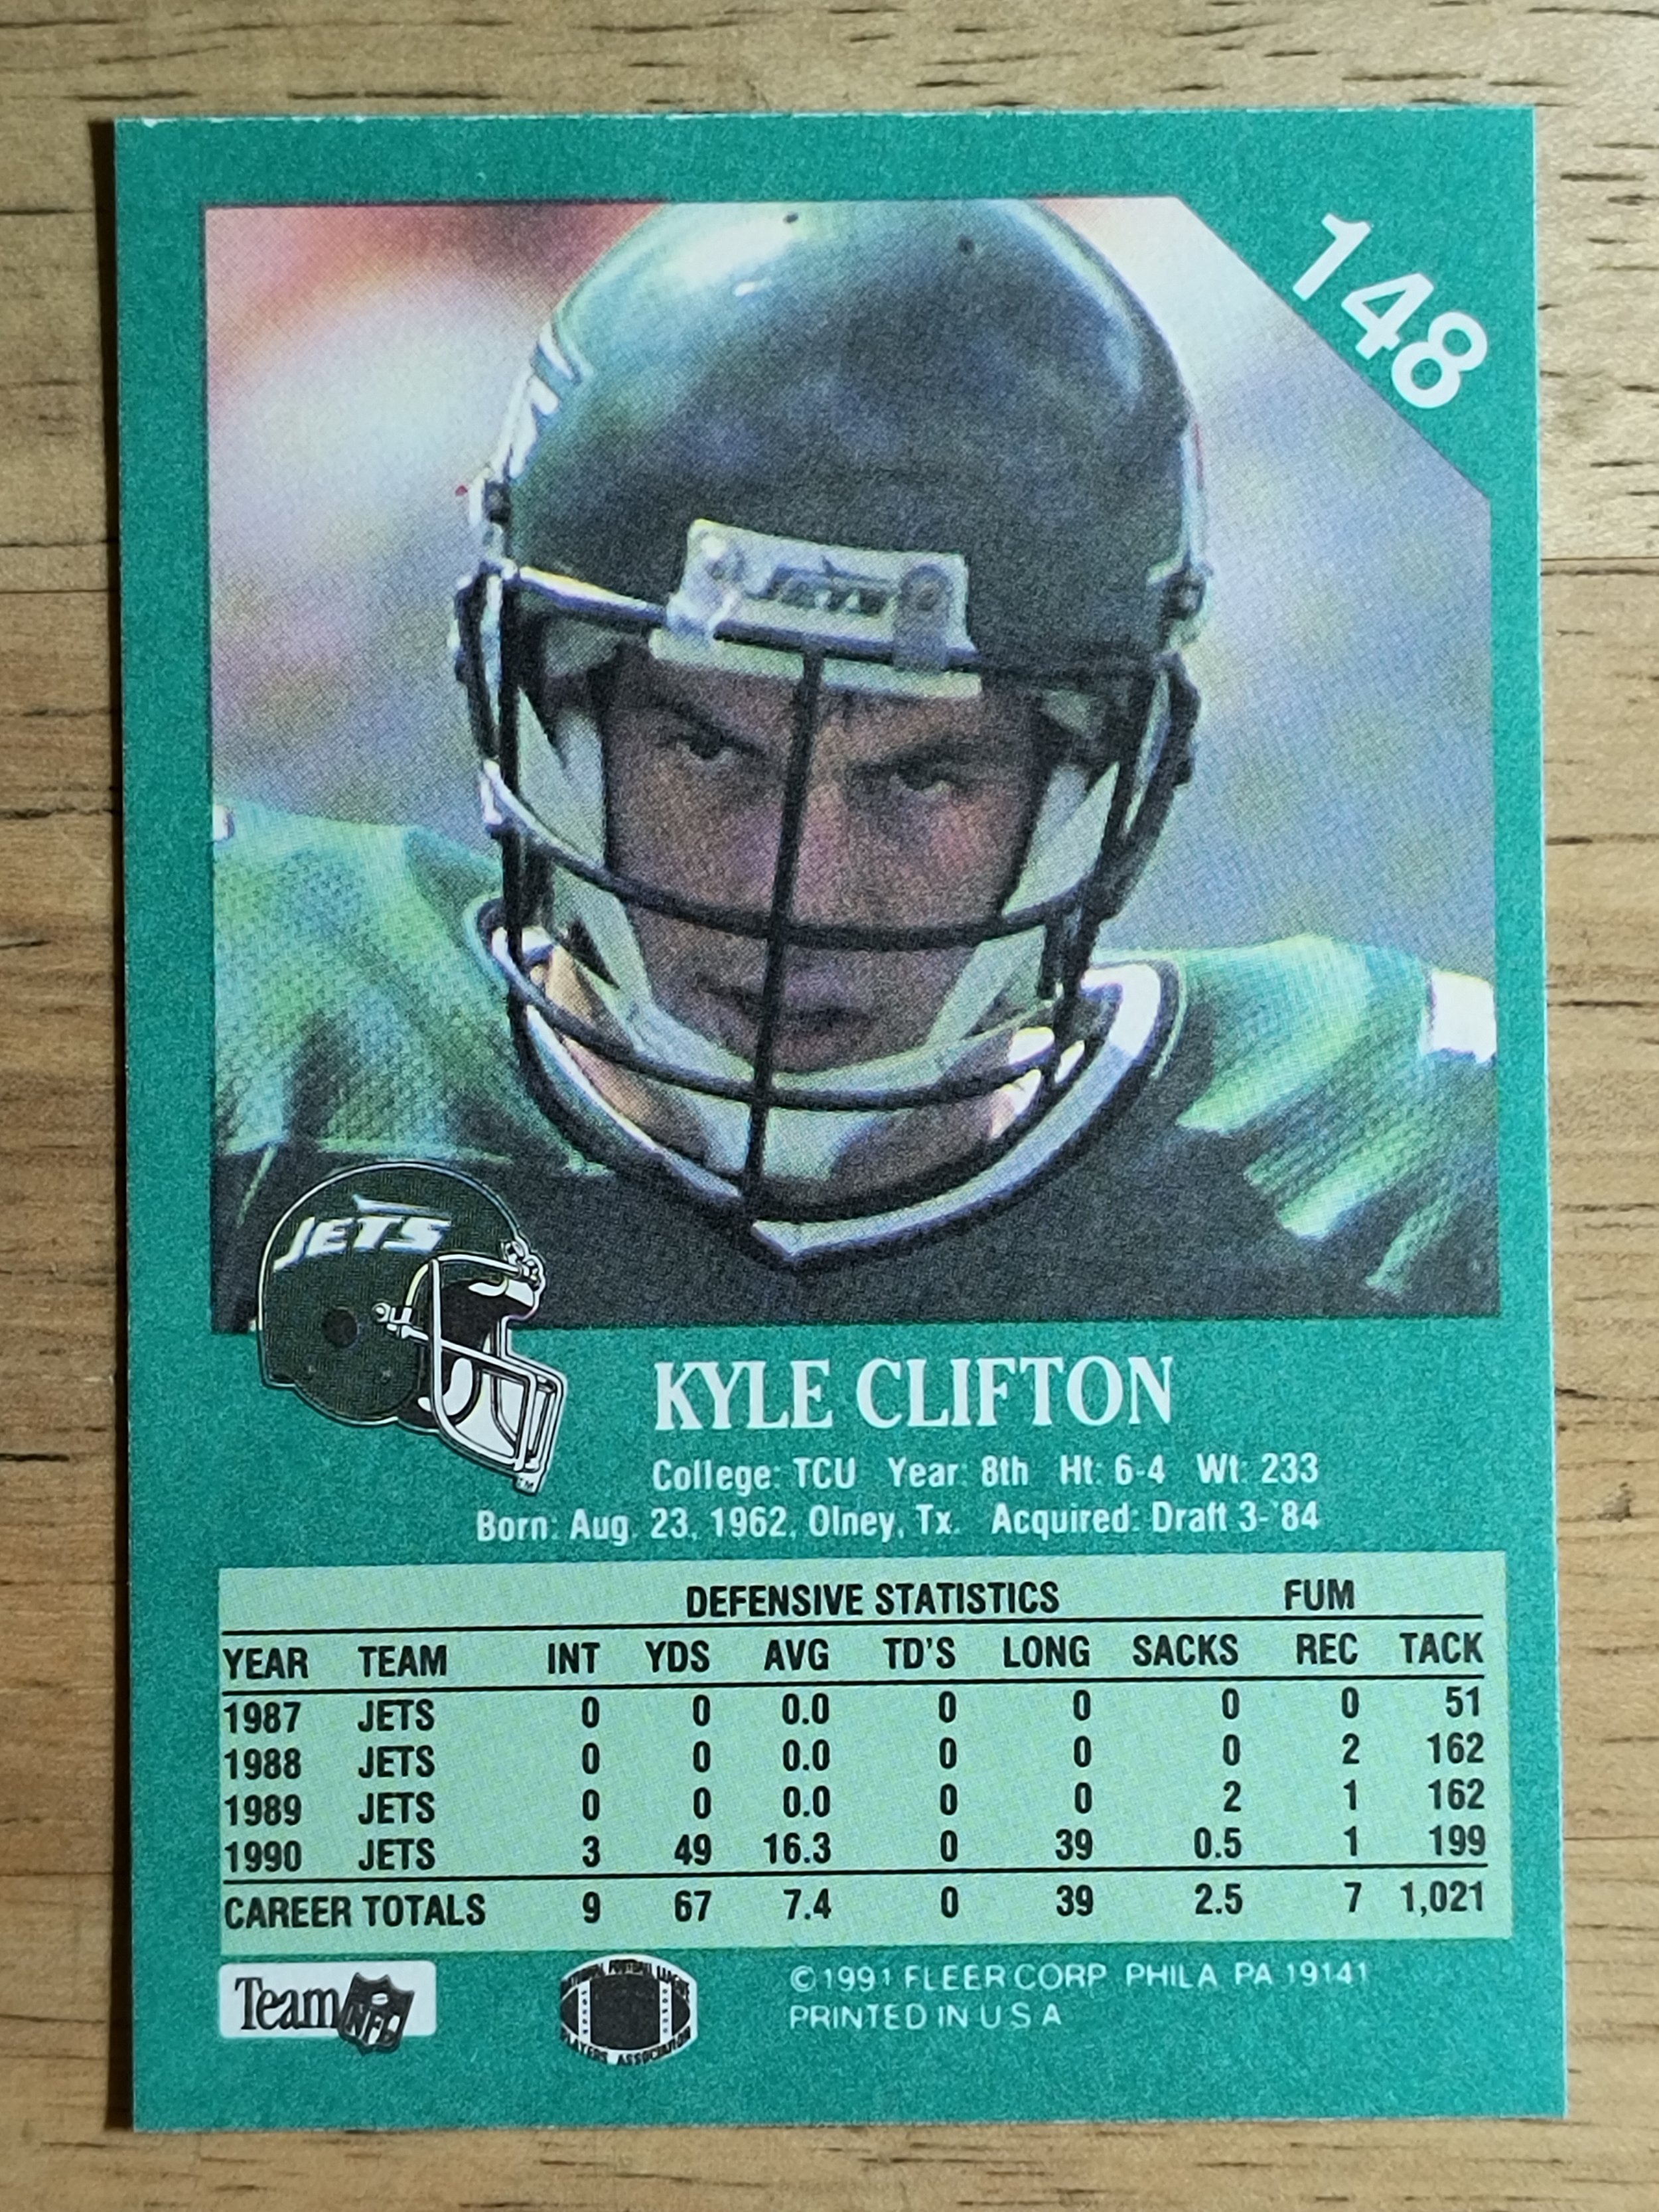 148
JETS
JETS
KYLE CLIFTON
College: TCU Year: 8th Ht: 6-4 Wt: 233
Born: Aug. 23, 1962, Olney, Tx. Acquired: Draft 3-'84
DEFENSIVE STATISTICS FUM
YEAR TEAM INT YDS AVG TD'S LONG SACKS REC TACK
1987 JETS 0 0 0.0 0 0 0 0 51
1988 JETS 0 0 0.0 0 0 0 2 162
1989 JETS 0 0 0.0 0 0 2 1 162
1990 JETS 3 49 16.3 0 39 0.5 1 199
CAREER TOTALS 9 67 7.4 0 39 2.5 7 1,021
Team NFL
NATIONAL FOOTBALL LEAGUE
PLAYERS ASSOCIATION
© 1991 FLEER CORP PHILA PA 19141
PRINTED IN U S A